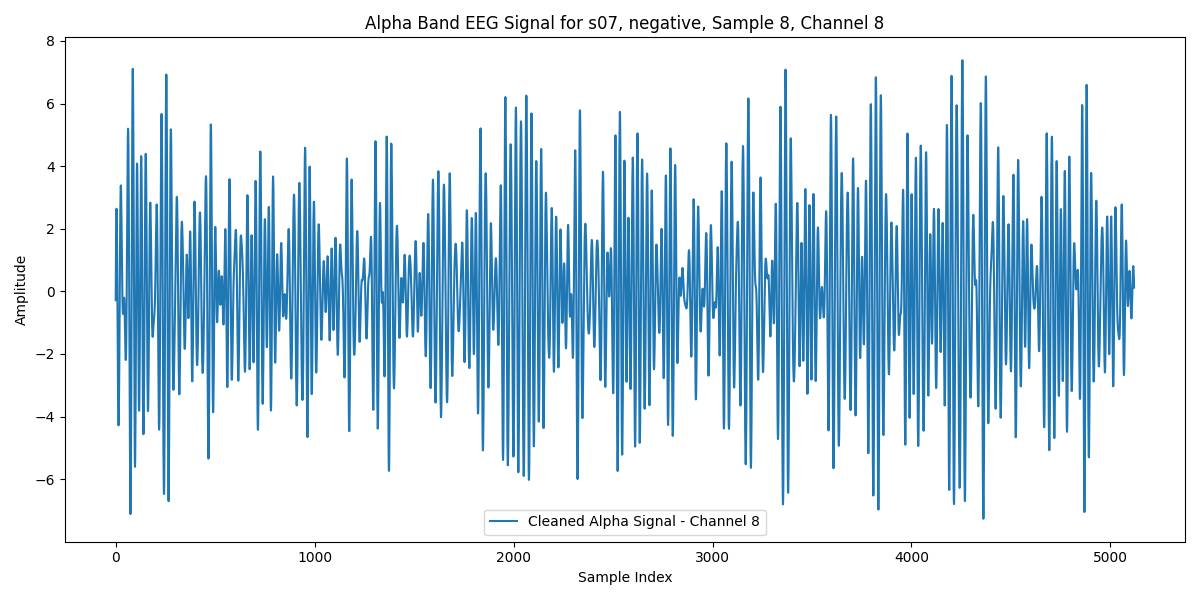 Alpha Band EEG Signal for s07, negative, Sample 8, Channel 8
8
6
4
2
0
−2
−4
−6
Amplitude
Cleaned Alpha Signal - Channel 8
0 1000 2000 3000 4000 5000
Sample Index